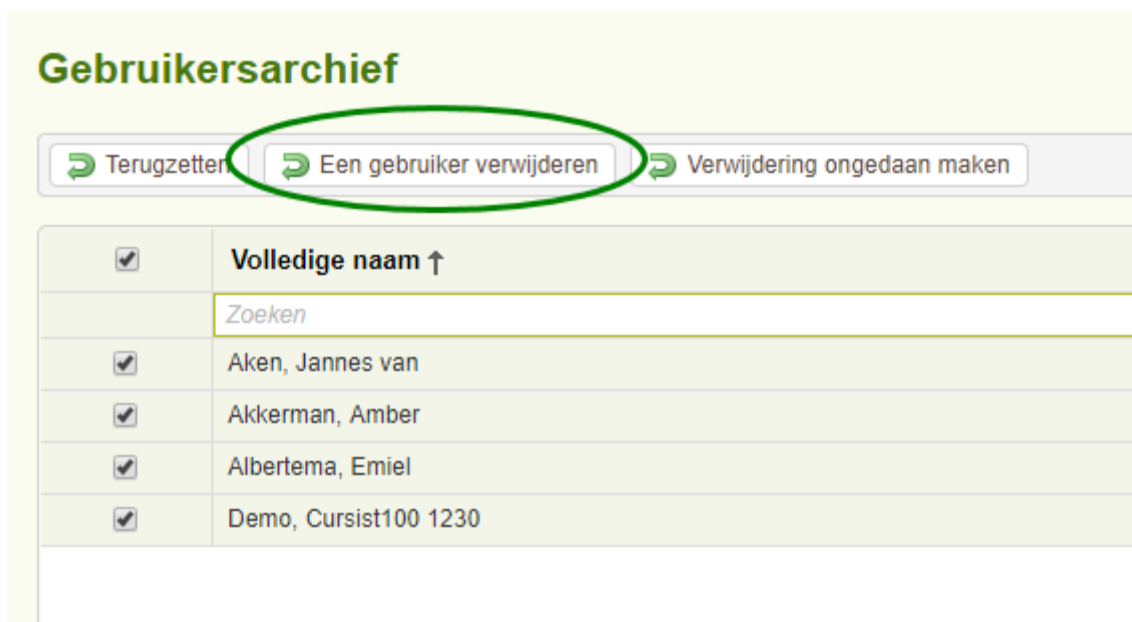 Gebruikersarchief
Terugzetten Een gebruiker verwijderen Verwijdering ongedaan maken
Volledige naam ↑
Zoeken
Aken, Jannes van
Akkerman, Amber
Albertema, Emiel
Demo, Cursist100 1230